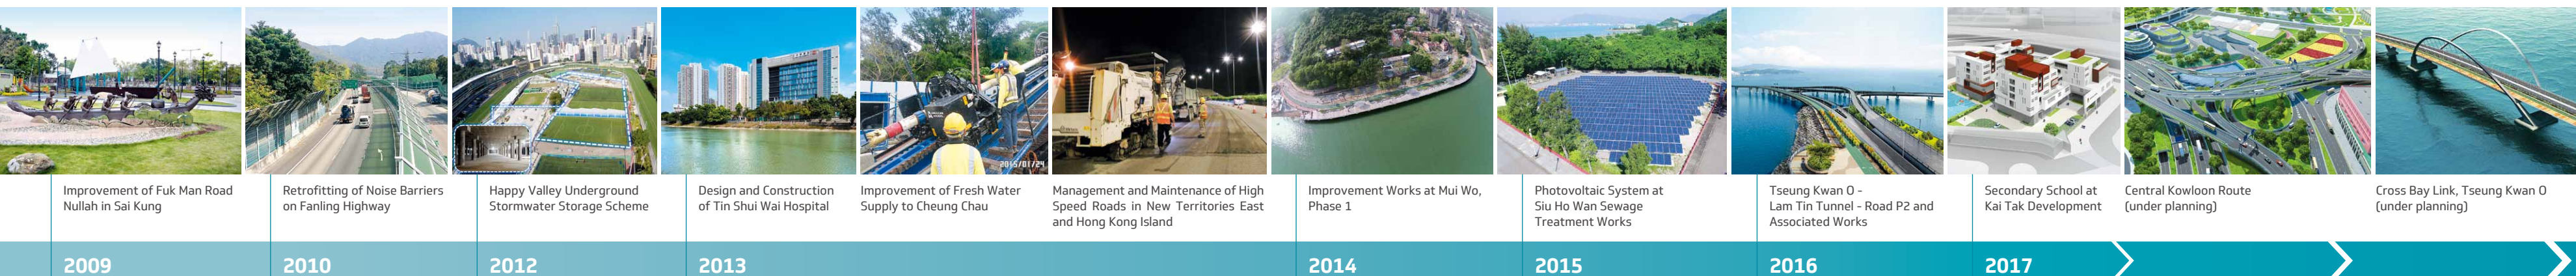 2015/01/24
Improvement of Fuk Man Road
Nullah in Sai Kung
Retrofitting of Noise Barriers
on Fanling Highway
Happy Valley Underground
Stormwater Storage Scheme
Design and Construction
of Tin Shui Wai Hospital
Improvement of Fresh Water
Supply to Cheung Chau
Management and Maintenance of High
Speed Roads in New Territories East
and Hong Kong Island
Improvement Works at Mui Wo,
Phase 1
Photovoltaic System at
Siu Ho Wan Sewage
Treatment Works
Tseung Kwan O -
Lam Tin Tunnel - Road P2 and
Associated Works
Secondary School at
Kai Tak Development
Central Kowloon Route
(under planning)
Cross Bay Link, Tseung Kwan O
(under planning)
2009
2010
2012
2013
2014
2015
2016
2017